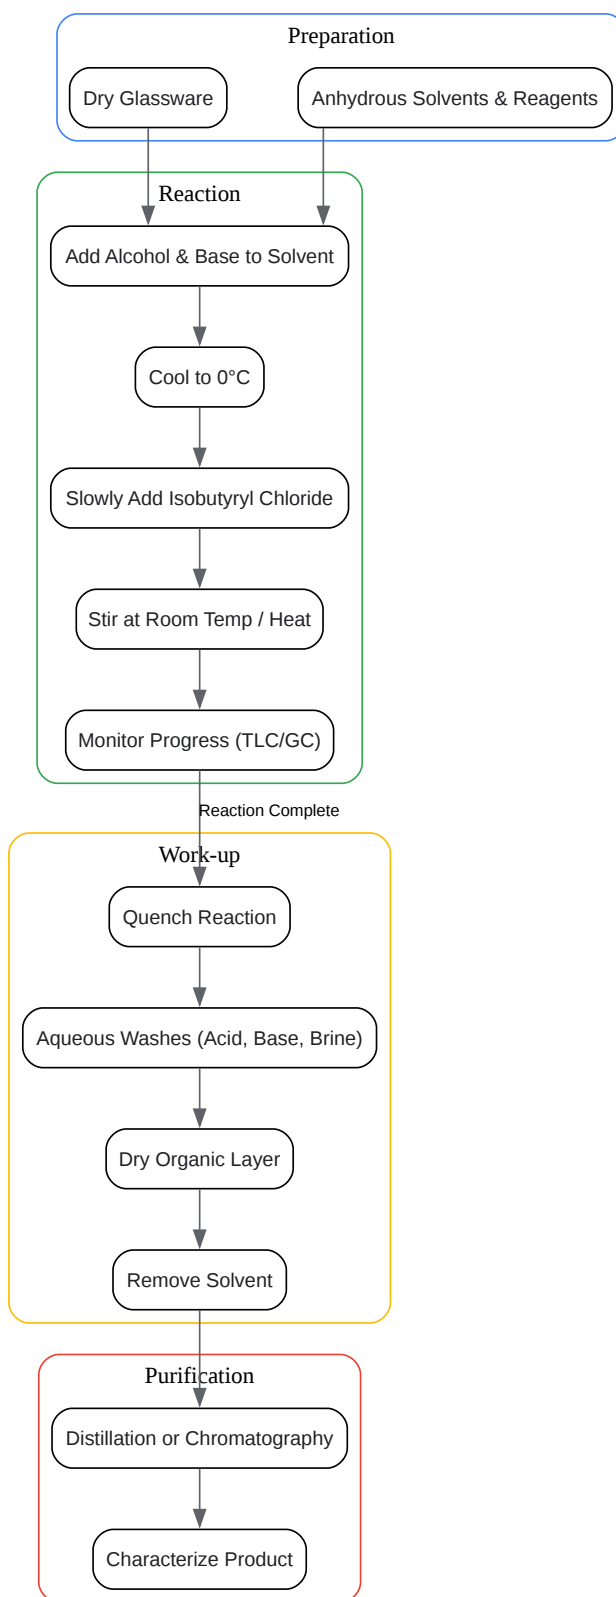 Preparation
Dry Glassware
Anhydrous Solvents & Reagents
Reaction
Add Alcohol & Base to Solvent
Cool to 0°C
Slowly Add Isobutyryl Chloride
Stir at Room Temp / Heat
Monitor Progress (TLC/GC)
Reaction Complete
Work-up
Quench Reaction
Aqueous Washes (Acid, Base, Brine)
Dry Organic Layer
Remove Solvent
Purification
Distillation or Chromatography
Characterize Product